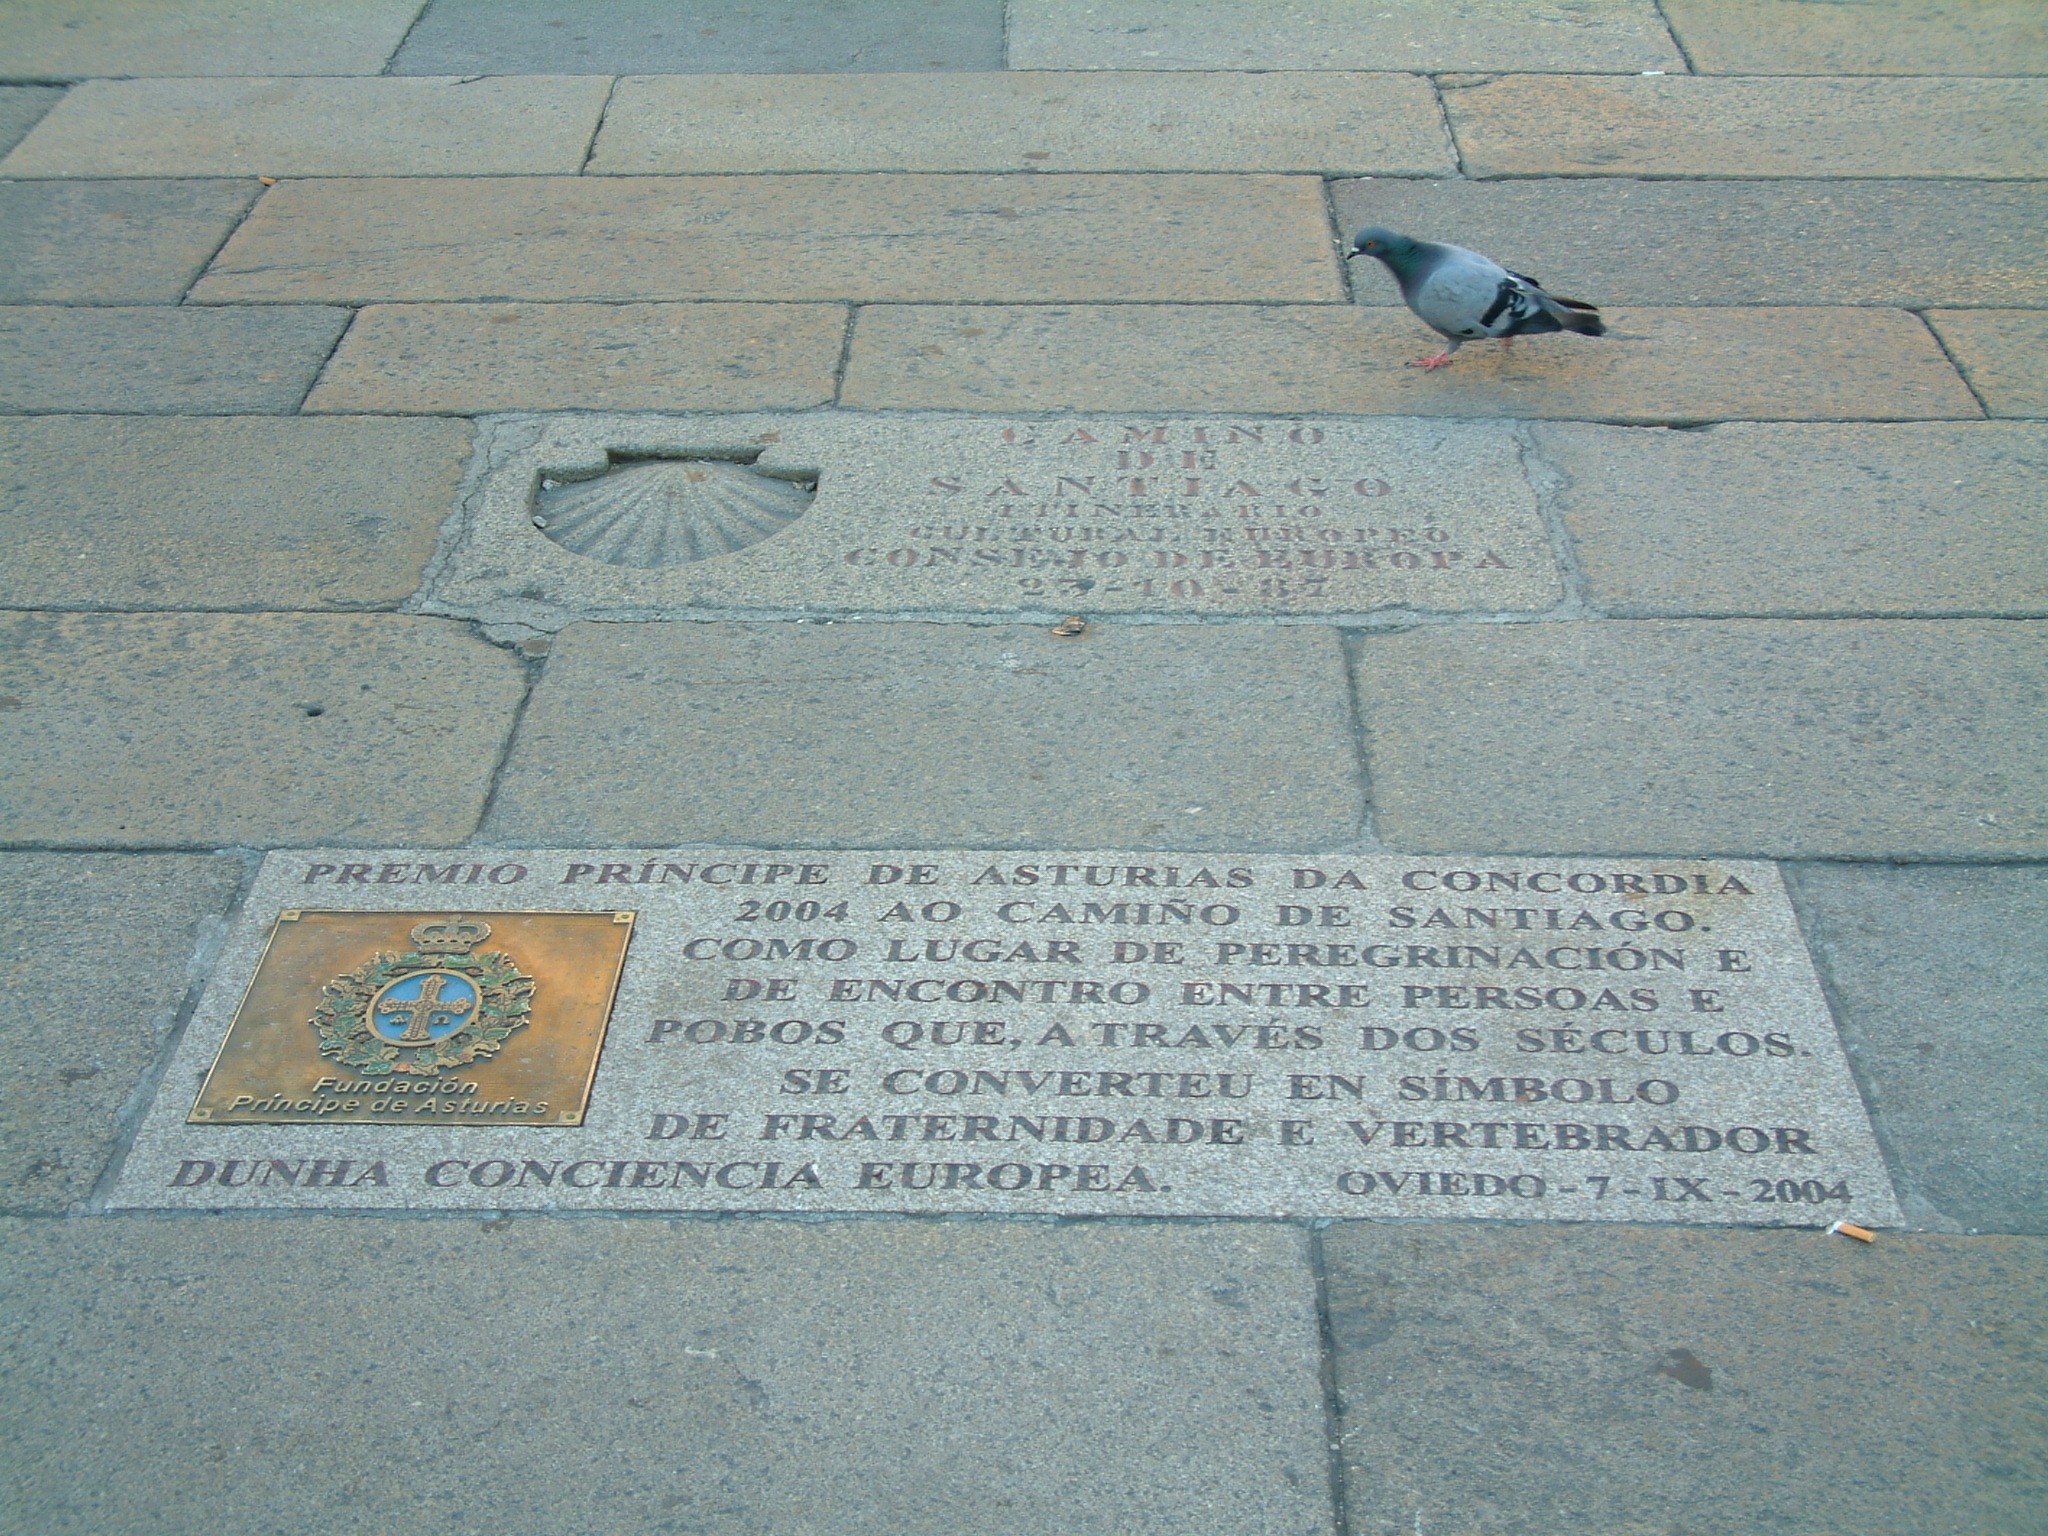 CAMINO
DE
SANTIAGO
ITINERARIO
CULTURAL EUROPEO
CONSEJO DE EUROPA
23-10-87
PREMIO PRÍNCIPE DE ASTURIAS DA CONCORDIA
2004 AO CAMIÑO DE SANTIAGO.
COMO LUGAR DE PEREGRINACIÓN E
DE ENCONTRO ENTRE PERSOAS E
POBOS QUE, A TRAVÉS DOS SÉCULOS.
SE CONVERTEU EN SÍMBOLO
DE FRATERNIDADE E VERTEBRADOR
DUNHA CONCIENCIA EUROPEA. OVIEDO-7-IX-2004
Α Ω
Fundación
Príncipe de Asturias